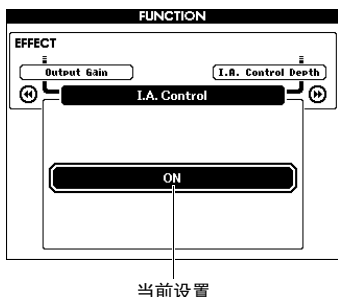 FUNCTION
EFFECT
Output Gain
I.A. Control Depth
I.A. Control
ON
当前设置